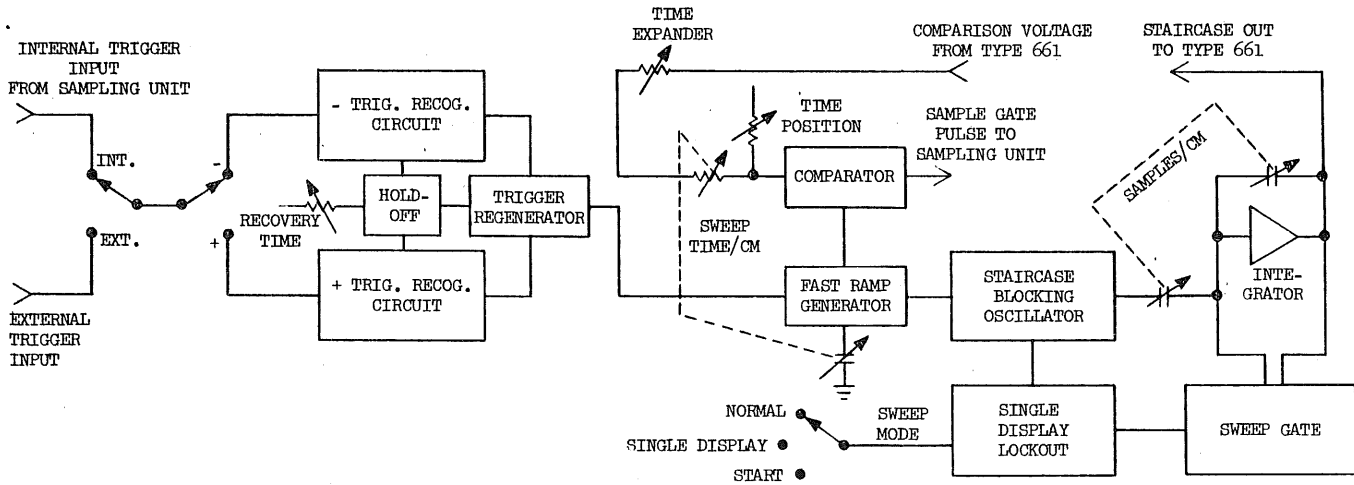 INTERNAL TRIGGER
INPUT
FROM SAMPLING UNIT
INT.
EXT.
EXTERNAL
TRIGGER
INPUT
-
+
- TRIG. RECOG.
CIRCUIT
HOLD-
OFF
RECOVERY
TIME
+ TRIG. RECOG.
CIRCUIT
TRIGGER
REGENERATOR
TIME
EXPANDER
COMPARISON VOLTAGE
FROM TYPE 661
STAIRCASE OUT
TO TYPE 661
TIME
POSITION
SAMPLE GATE
PULSE TO
SAMPLING UNIT
COMPARATOR
SWEEP
TIME/CM
FAST RAMP
GENERATOR
STAIRCASE
BLOCKING
OSCILLATOR
SAMPLES/CM
INTE-
GRATOR
NORMAL
SINGLE DISPLAY
START
SWEEP
MODE
SINGLE
DISPLAY
LOCKOUT
SWEEP GATE